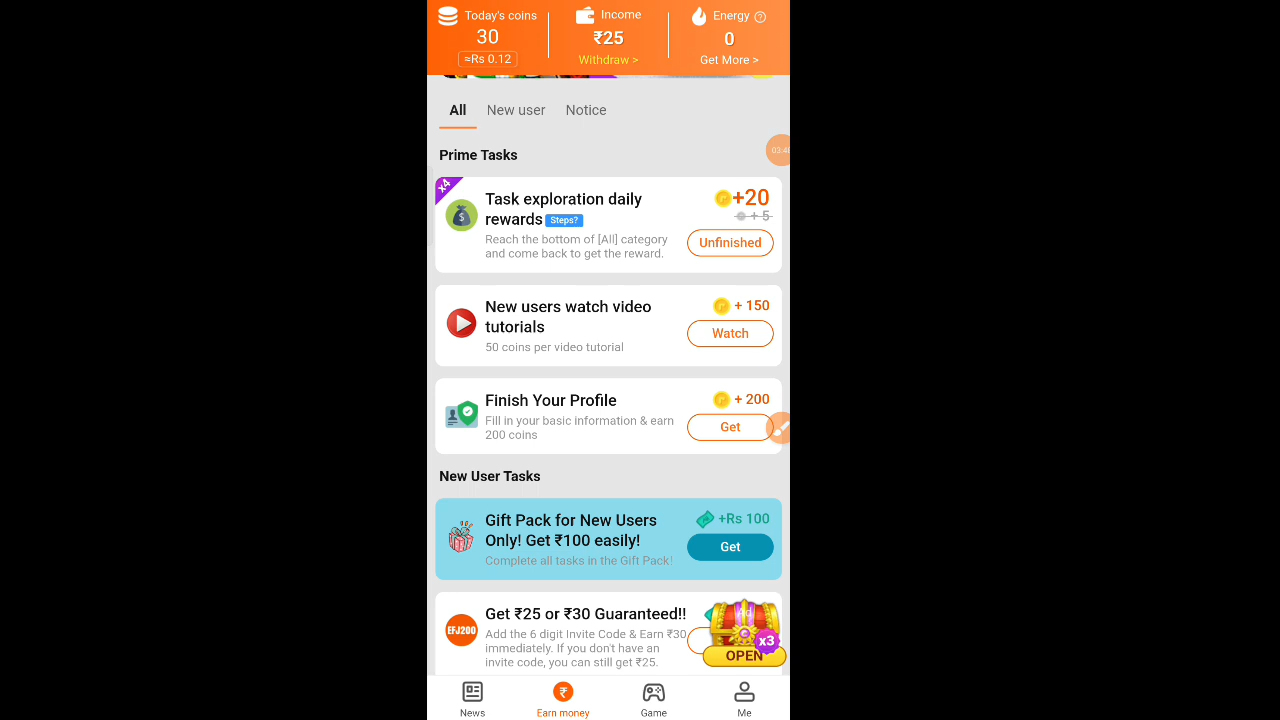 Today's coins
30
≈Rs 0.12
Income
₹25
Withdraw >
Energy ?
0
Get More >
All New user Notice
Prime Tasks
x4
Task exploration daily
rewards Steps?
Reach the bottom of [All] category
and come back to get the reward.
+20
+ 5
Unfinished
New users watch video
tutorials
50 coins per video tutorial
+ 150
Watch
Finish Your Profile
Fill in your basic information & earn
200 coins
+ 200
Get
New User Tasks
Gift Pack for New Users
Only! Get ₹100 easily!
Complete all tasks in the Gift Pack!
+Rs 100
Get
EFJ200
Get ₹25 or ₹30 Guaranteed!!
Add the 6 digit Invite Code & Earn ₹30
immediately. If you don't have an
invite code, you can still get ₹25.
x3
OPEN
News Earn money Game Me